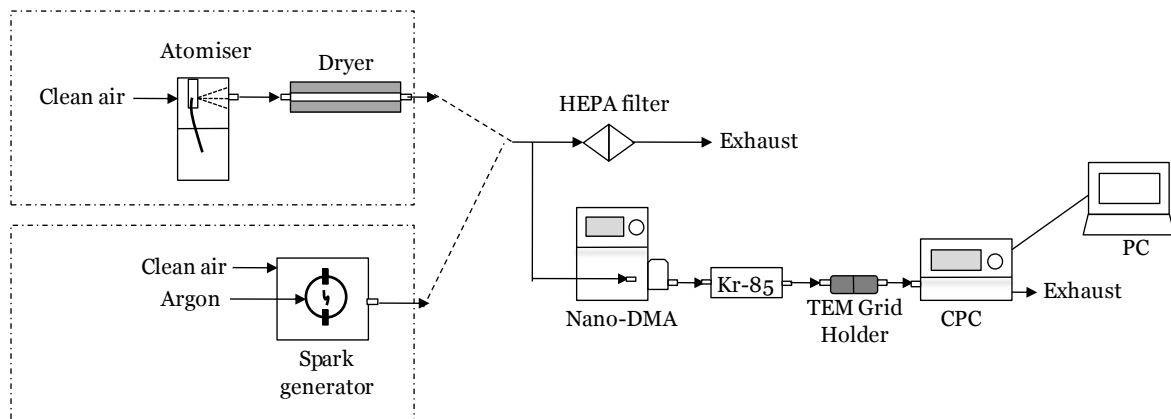 Atomiser
Dryer
Clean air
HEPA filter
Exhaust
Clean air
Argon
Spark
generator
Nano-DMA
Kr-85
TEM Grid
Holder
CPC
Exhaust
PC